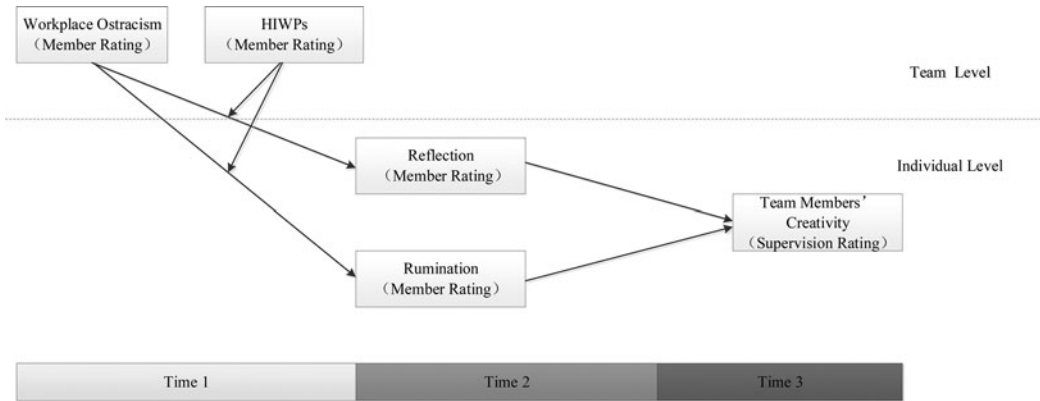 Workplace Ostracism
（Member Rating）
HIWPs
（Member Rating）
Team Level
Reflection
（Member Rating）
Individual Level
Team Members’
Creativity
（Supervision Rating）
Rumination
（Member Rating）
Time 1
Time 2
Time 3